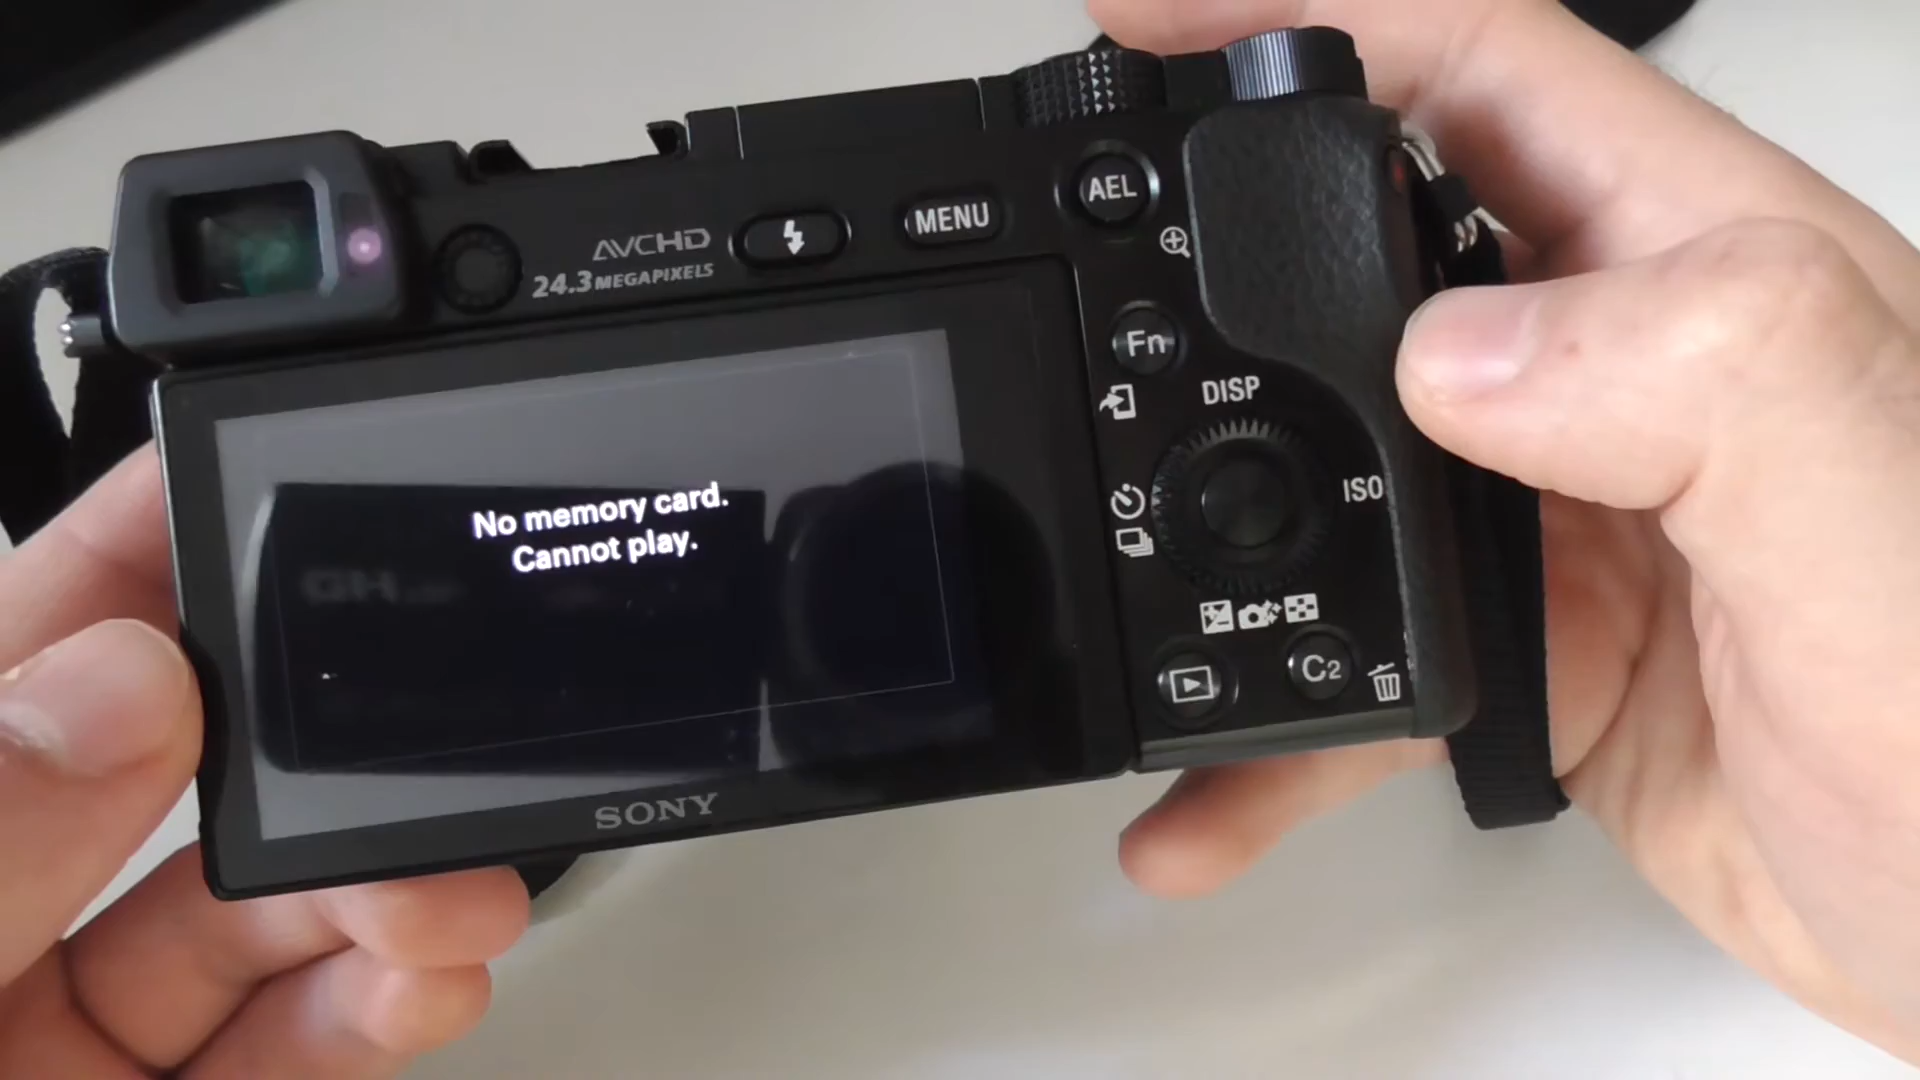 AVCHD
24.3 MEGAPIXELS
MENU
AEL
Fn
DISP
ISO
No memory card.
Cannot play.
C2
SONY